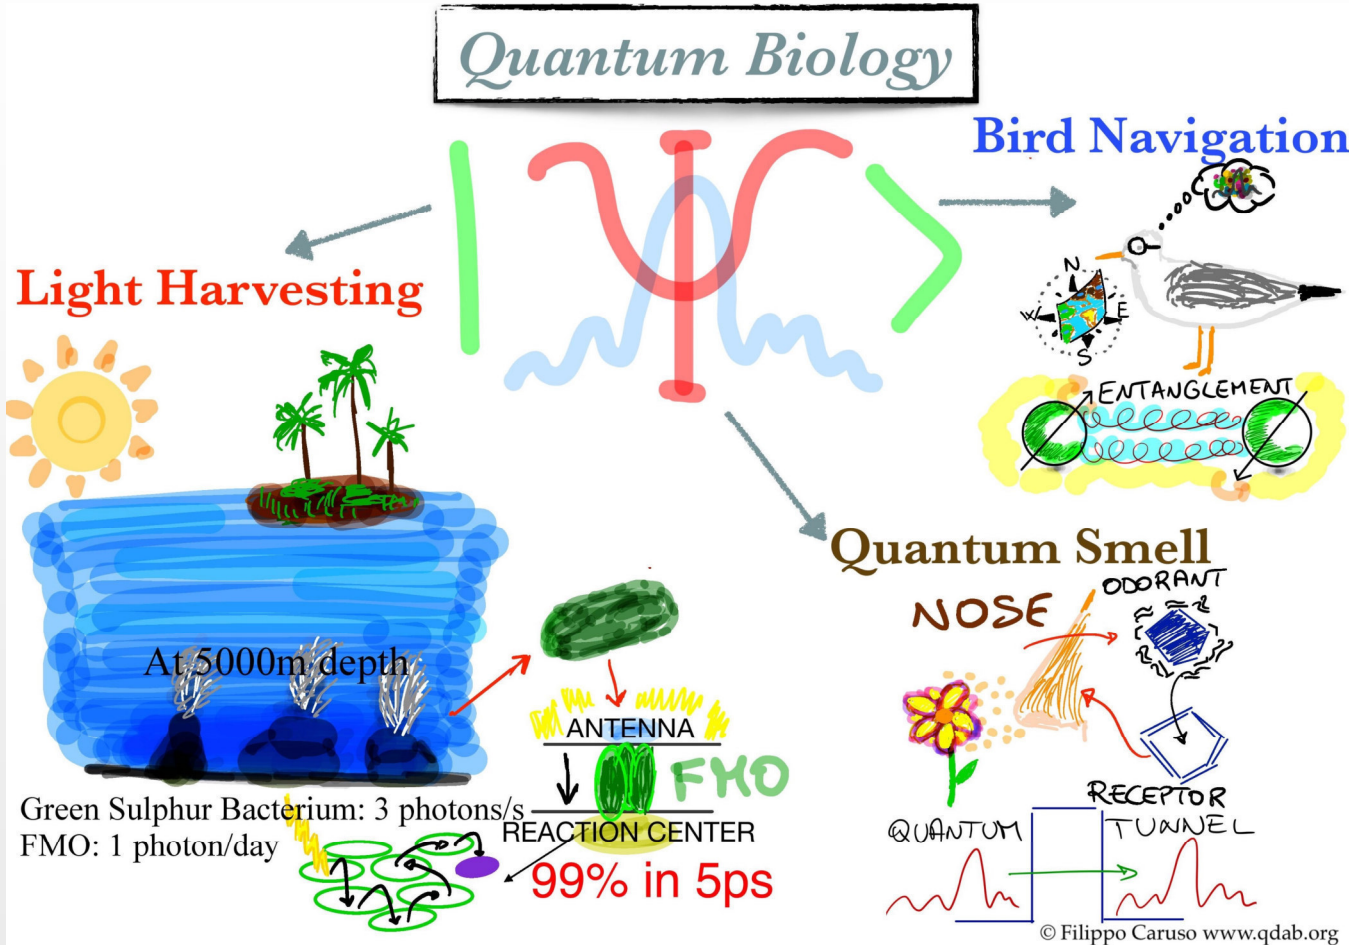 Quantum Biology
Bird Navigation
N
W
E
S
ENTANGLEMENT
Light Harvesting
At 5000m depth
Green Sulphur Bacterium: 3 photons/s
FMO: 1 photon/day
ANTENNA
FMO
REACTION CENTER
99% in 5ps
Quantum Smell
NOSE
ODORANT
RECEPTOR
QUANTUM TUNNEL
© Filippo Caruso www.qdab.org